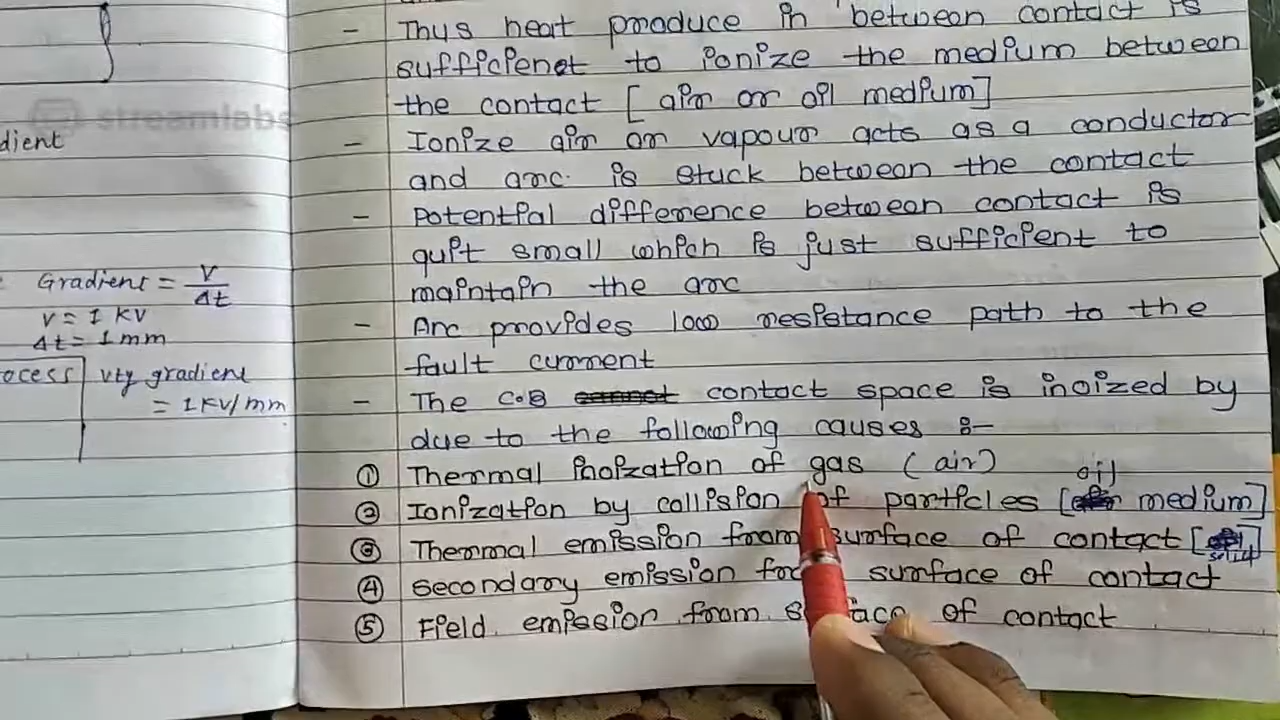 - Thus heat produce in between contact is
sufficienet to ionize the medium between
the contact [ air or oil medium]
streamlabs
dient
- Ionize air or vapour acts as a conductor
and arc is stuck between the contact
- Potential difference between contact is
quit small which is just sufficient to
maintain the arc
- Arc provides low resistance path to the
fault current
- The C.B cannot contact space is inoized by
due to the following causes :-
① Thermal inoization of gas (air)
② Ionization by collision of particles [ oil medium]
③ Thermal emission from surface of contact [
④ Secondary emission from surface of contact
⑤ Field emission from surface of contact
Gradient = V/Δt
V = 1 KV
Δt = 1 mm
ocess vtg gradient
= 1KV/mm